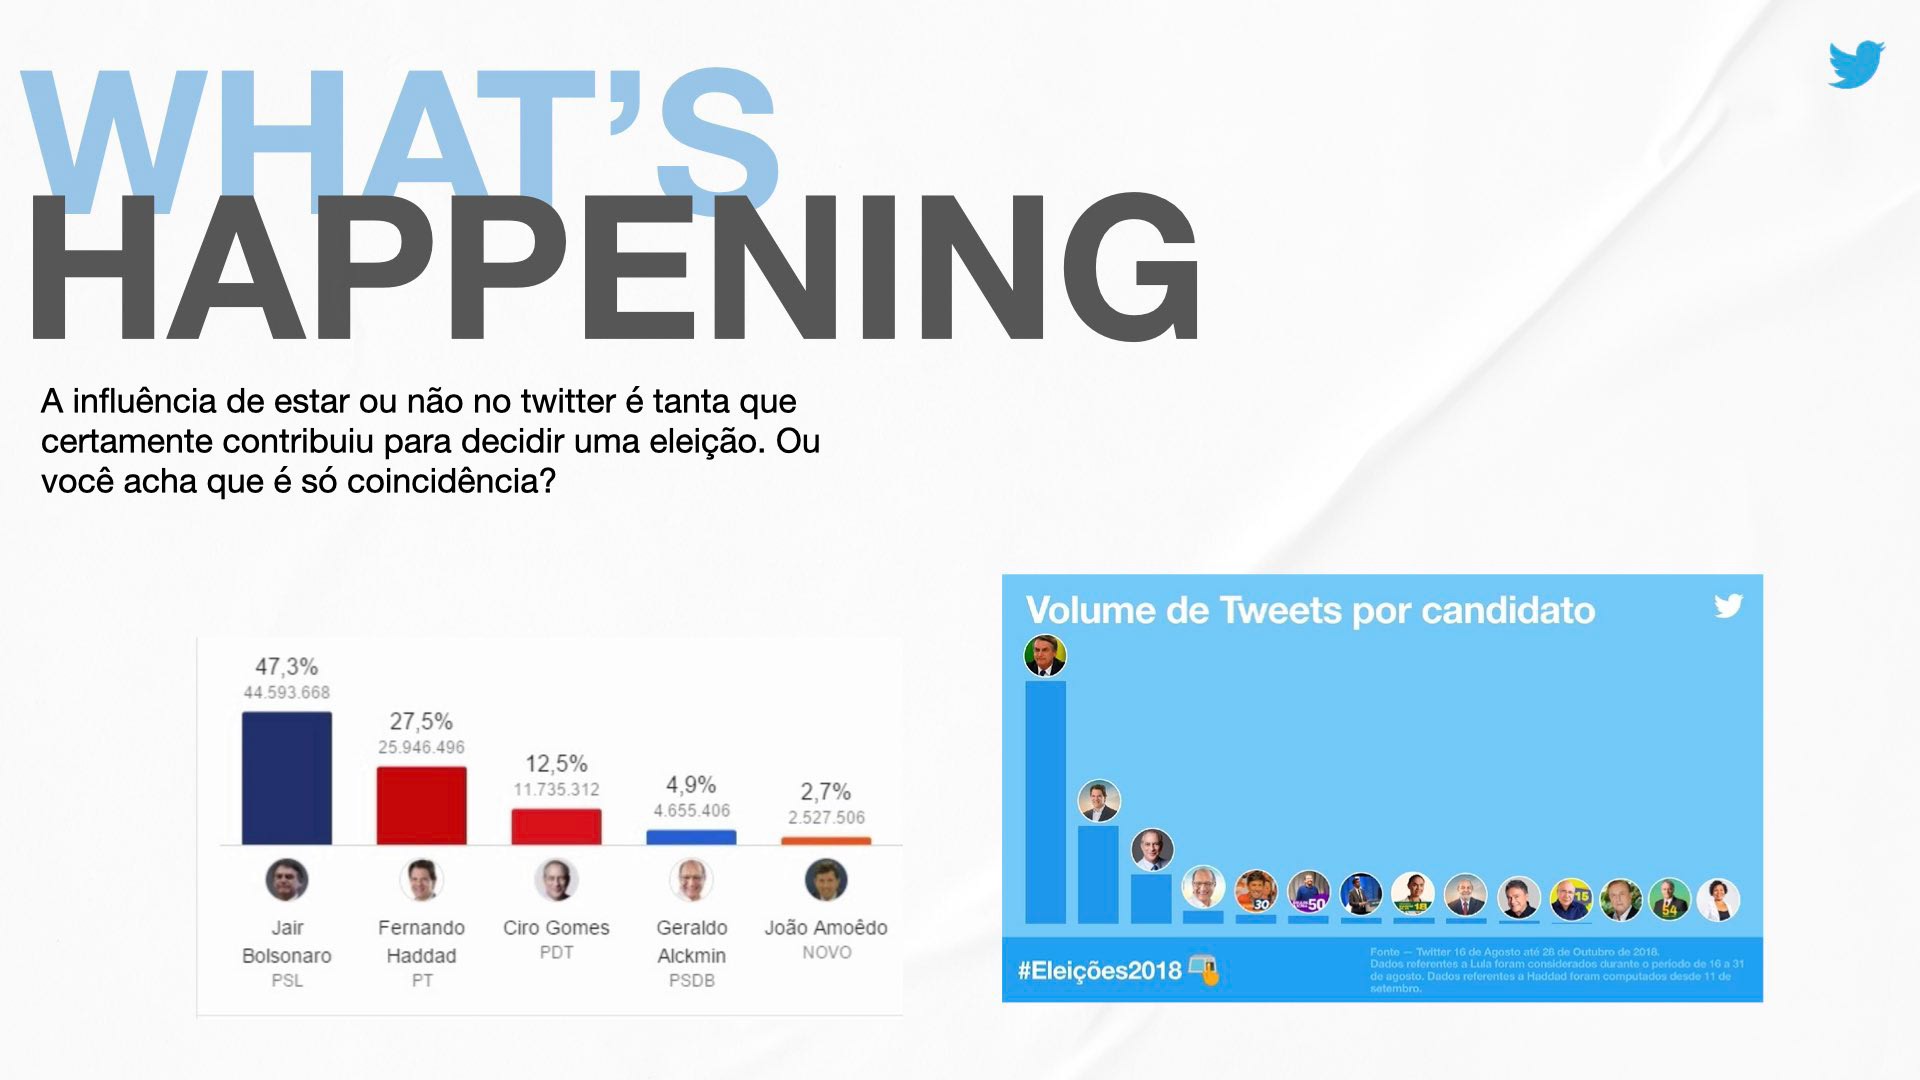 WHAT'S
HAPPENING
A influência de estar ou não no twitter é tanta que
certamente contribuiu para decidir uma eleição. Ou
você acha que é só coincidência?
47,3%
44.593.668
27,5%
25.946.496
12,5%
11.735.312
4,9%
4.655.406
2,7%
2.527.506
Jair
Bolsonaro
PSL
Fernando
Haddad
PT
Ciro Gomes
PDT
Geraldo
Alckmin
PSDB
João Amoêdo
NOVO
Volume de Tweets por candidato
30
50
18
15
54
#Eleições2018
Fonte — Twitter 16 de Agosto até 28 de Outubro de 2018.
Dados referentes a Lula foram considerados durante o período de 16 a 31
de agosto. Dados referentes a Haddad foram computados desde 11 de
setembro.